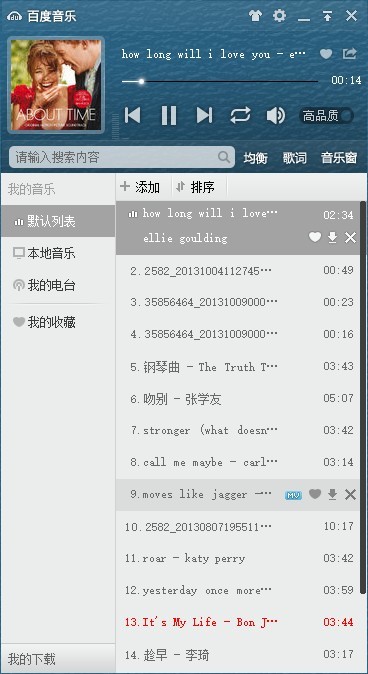 百度音乐
how long will i love you - e…
00:14
高品质
ABOUT TIME
请输入搜索内容
均衡 歌词 音乐窗
我的音乐
默认列表
本地音乐
我的电台
我的收藏
我的下载
添加 排序
how long will i love… 02:34
ellie goulding
2. 2582_20131004112745… 00:49
3. 35856464_20131009000… 00:23
4. 35856464_20131009000… 00:16
5. 钢琴曲 - The Truth T… 03:43
6. 吻别 - 张学友 05:07
7. stronger (what doesn… 03:42
8. call me maybe - carl… 03:14
9. moves like jagger -… MV
10. 2582_20130807195511… 10:17
11. roar - katy perry 03:42
12. yesterday once more… 03:59
13. It's My Life - Bon J… 03:44
14. 趁早 - 李琦 03:17